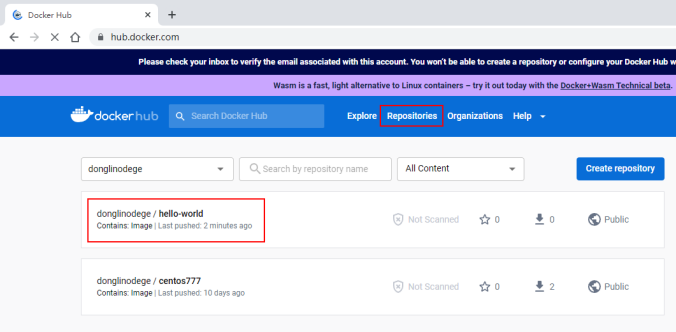 Docker Hub
hub.docker.com
Please check your inbox to verify the email associated with this account. You won't be able to create a repository or configure your Docker Hub w
Wasm is a fast, light alternative to Linux containers – try it out today with the Docker+Wasm Technical beta.
docker hub Search Docker Hub Explore Repositories Organizations Help
donglinodege Search by repository name All Content Create repository
donglinodege / hello-world
Contains: Image | Last pushed: 2 minutes ago
Not Scanned 0 0 Public
donglinodege / centos777
Contains: Image | Last pushed: 10 days ago
Not Scanned 0 2 Public